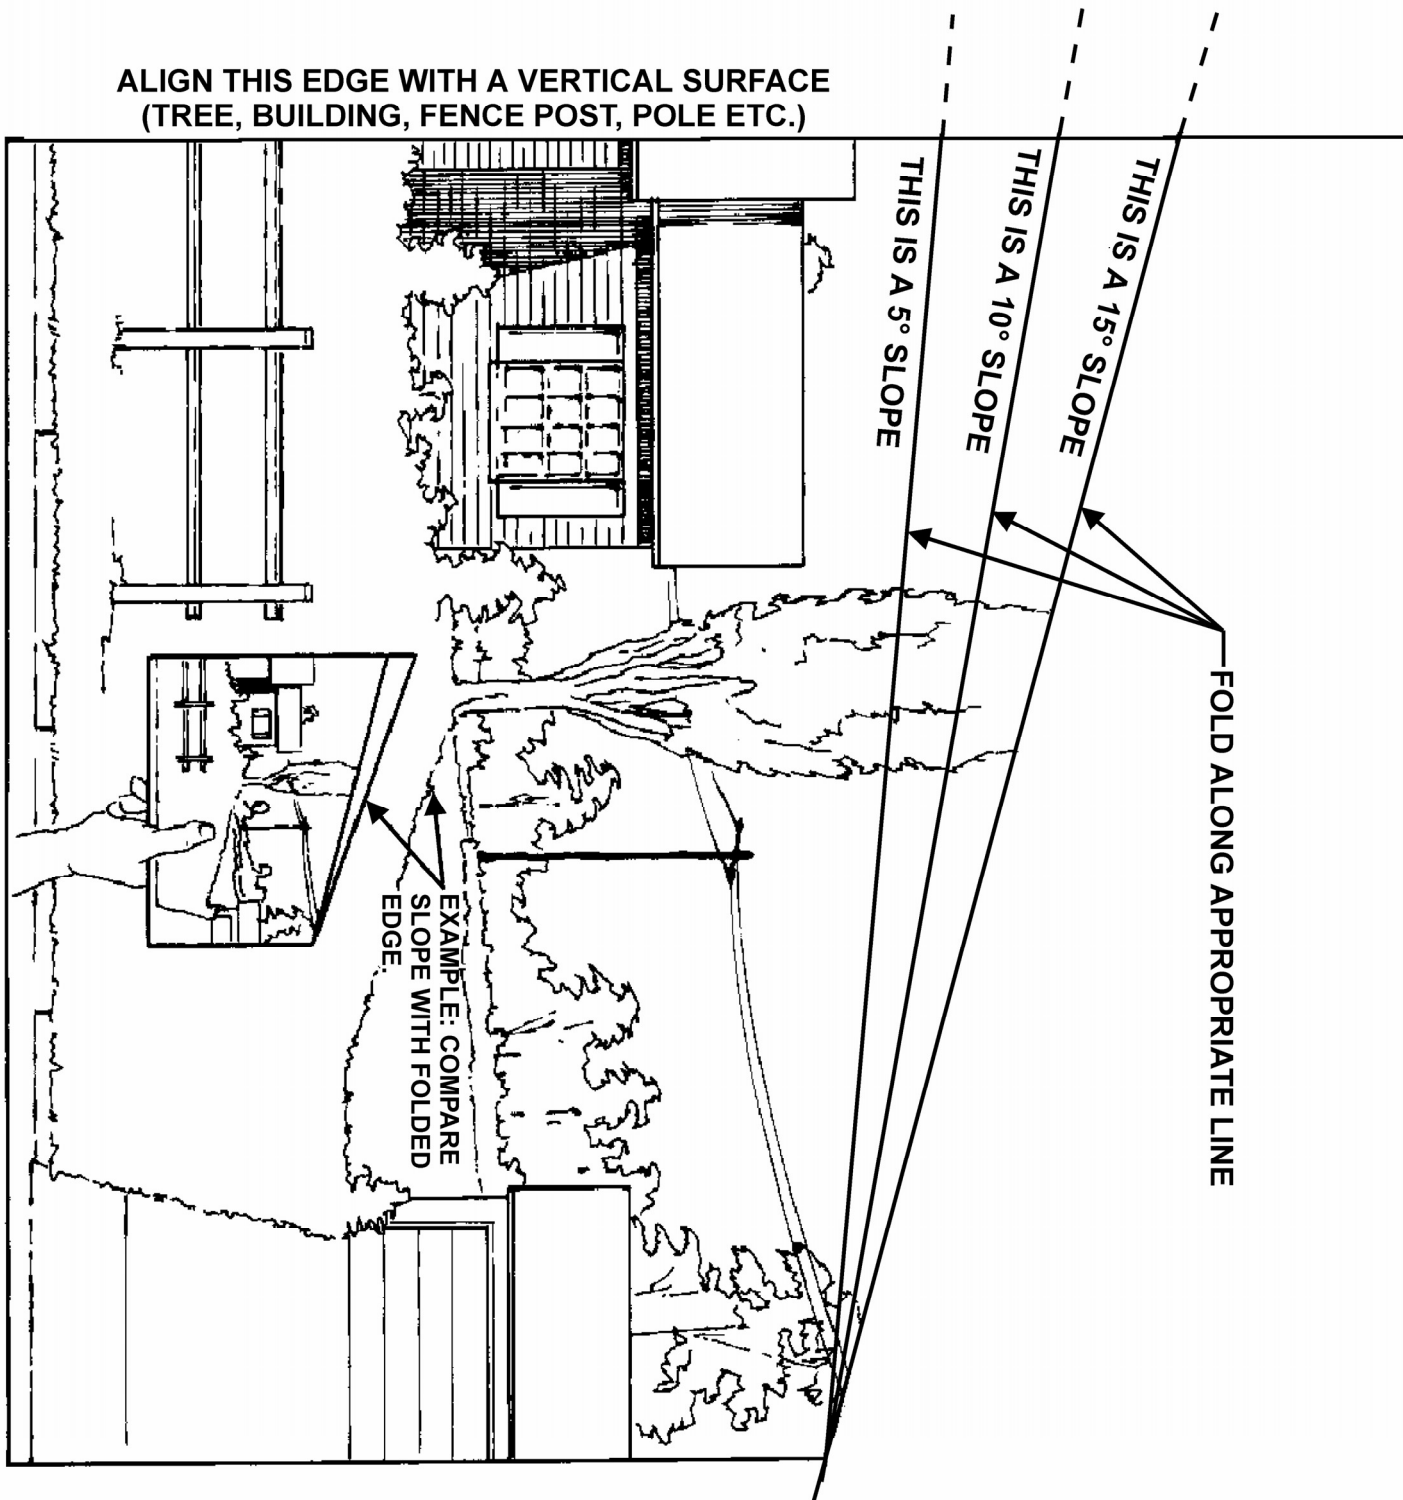 ALIGN THIS EDGE WITH A VERTICAL SURFACE
(TREE, BUILDING, FENCE POST, POLE ETC.)
THIS IS A 15° SLOPE
THIS IS A 10° SLOPE
THIS IS A 5° SLOPE
FOLD ALONG APPROPRIATE LINE
EXAMPLE: COMPARE
SLOPE WITH FOLDED
EDGE